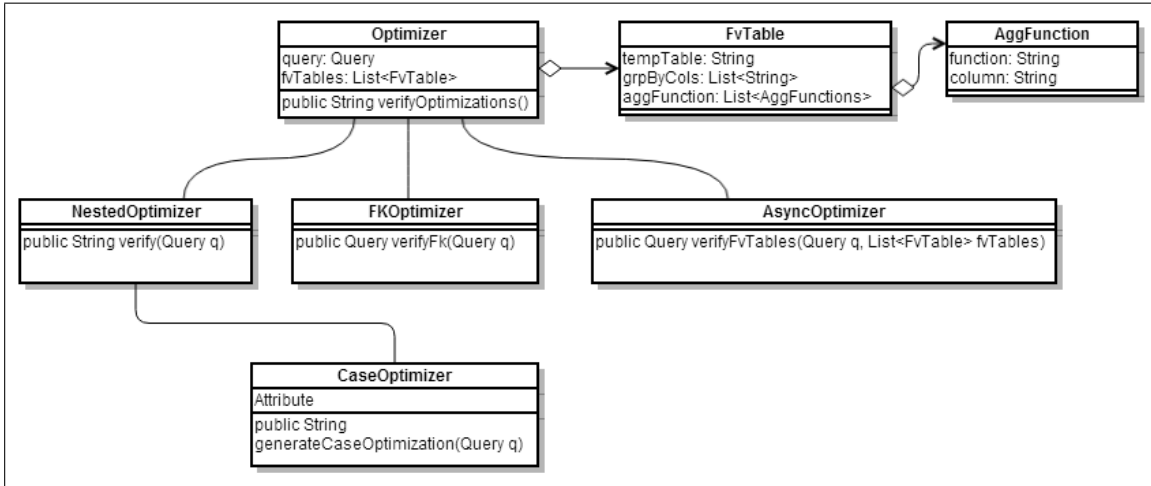 Optimizer
query: Query
fvTables: List<FvTable>
public String verifyOptimizations()
FvTable
tempTable: String
grpByCols: List<String>
aggFunction: List<AggFunctions>
AggFunction
function: String
column: String
NestedOptimizer
public String verify(Query q)
FKOptimizer
public Query verifyFk(Query q)
AsyncOptimizer
public Query verifyFvTables(Query q, List<FvTable> fvTables)
CaseOptimizer
Attribute
public String
generateCaseOptimization(Query q)